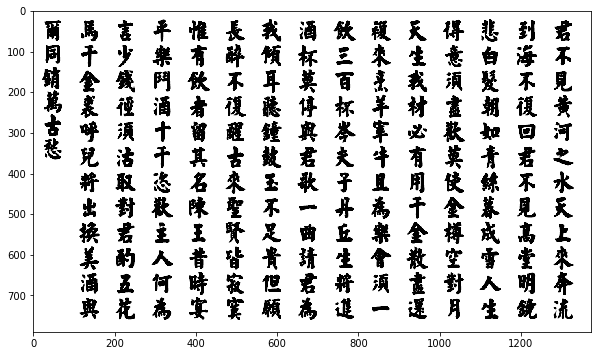 君不見黃河之水天上來奔流
到海不復回君不見高堂明鏡
悲白髮朝如青絲暮成雪人生
得意須盡歡莫使金樽空對月
天生我材必有用千金散盡還
複來烹羊宰牛且為樂會須一
飲三百杯岑夫子丹丘生將進
酒杯莫停與君歌一曲請君為
我傾耳聽鐘鼓玉不足貴但願
長醉不復醒古來聖賢皆寂寞
惟有飲者留其名陳王昔時宴
平樂鬥酒十千恣歡主人何為
言少錢徑須沽取對君酌五花
馬千金裘呼兒將出換美酒與
爾同銷萬古愁
0
100
200
300
400
500
600
700
0 200 400 600 800 1000 1200